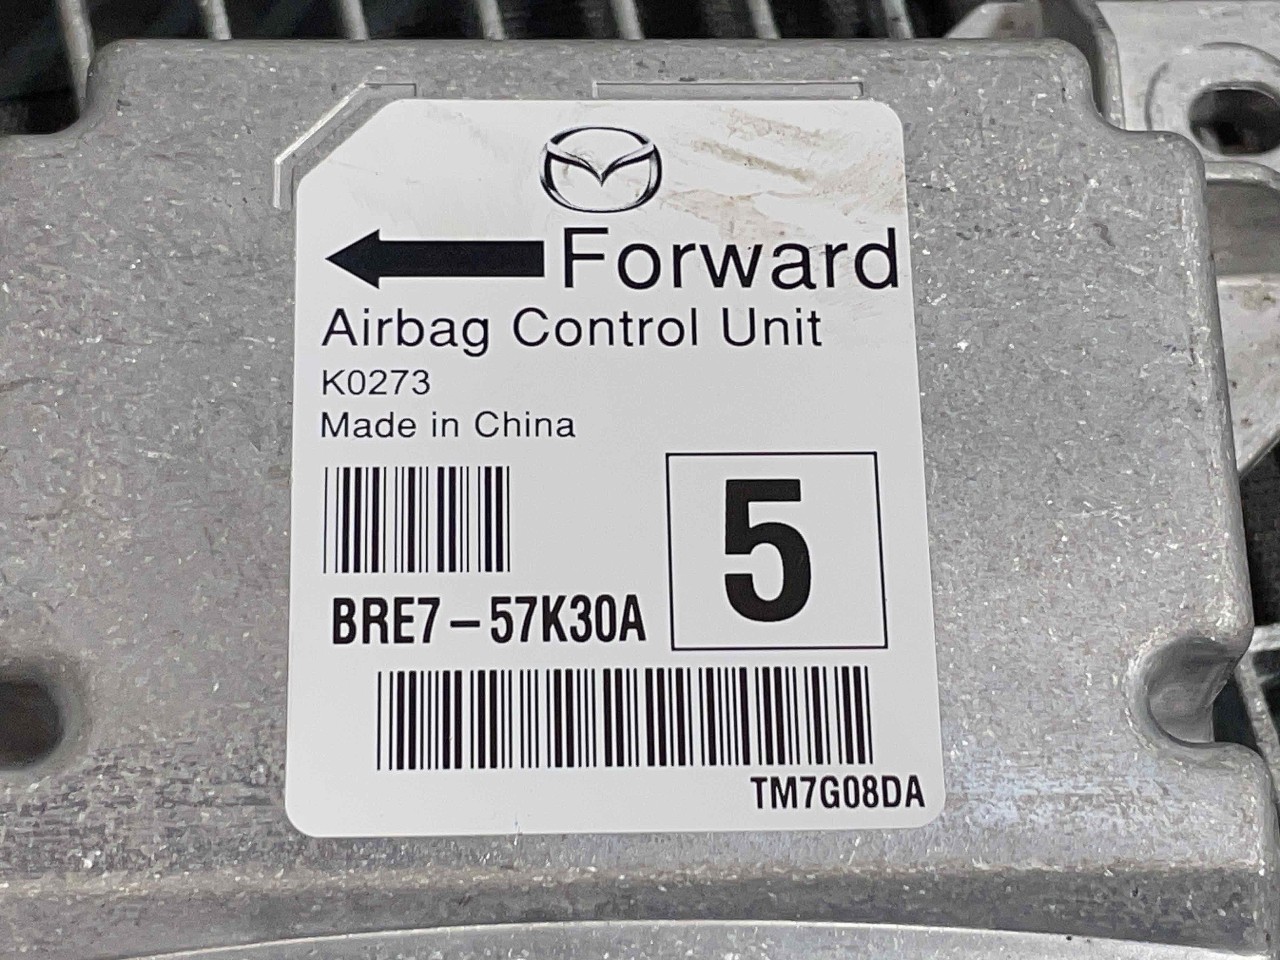 Forward
Airbag Control Unit
K0273
Made in China
5
BRE7-57K30A
TM7G08DA